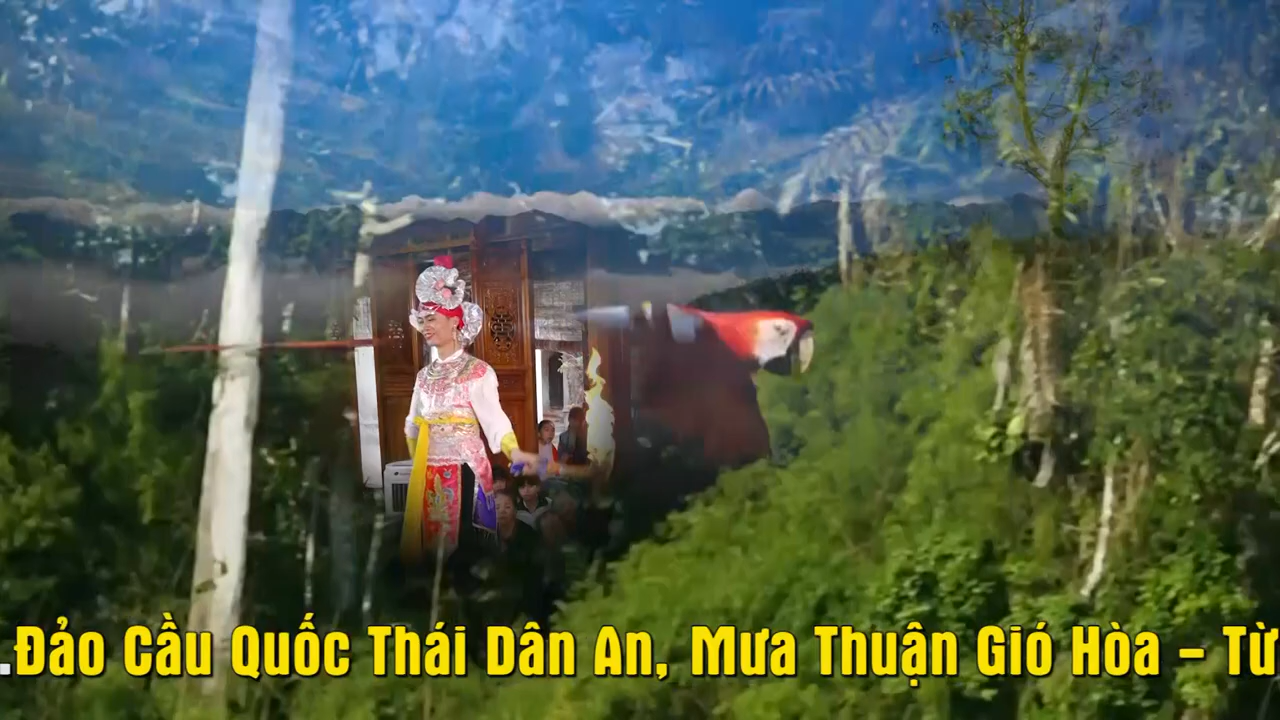 .Đảo Cầu Quốc Thái Dân An, Mưa Thuận Gió Hòa – Từ